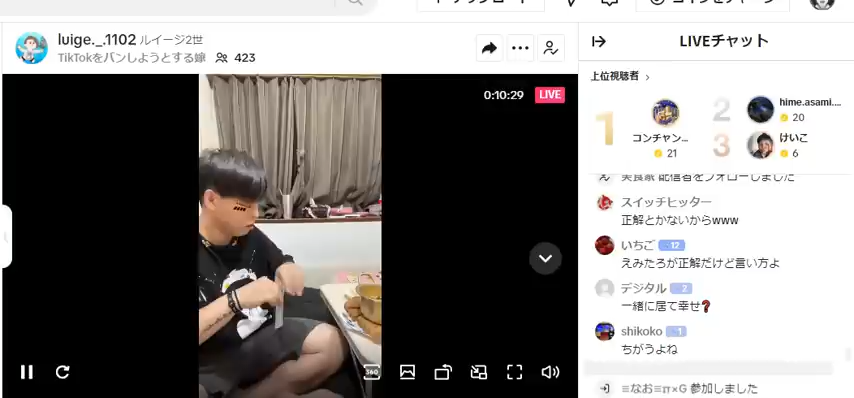 luige._.1102 ルイージ2世
TikTokをバンしようとする嬢 423
0:10:29 LIVE
360
LIVEチャット
上位視聴者
1
コンチャン...
21
2
hime.asami....
20
3
けいこ
6
配信者をフォローしました
スイッチヒッター
正解とかないからwww
いちご 12
えみたろが正解だけど言い方よ
デジタル 2
一緒に居て幸せ❓
shikoko 1
ちがうよね
参加しました